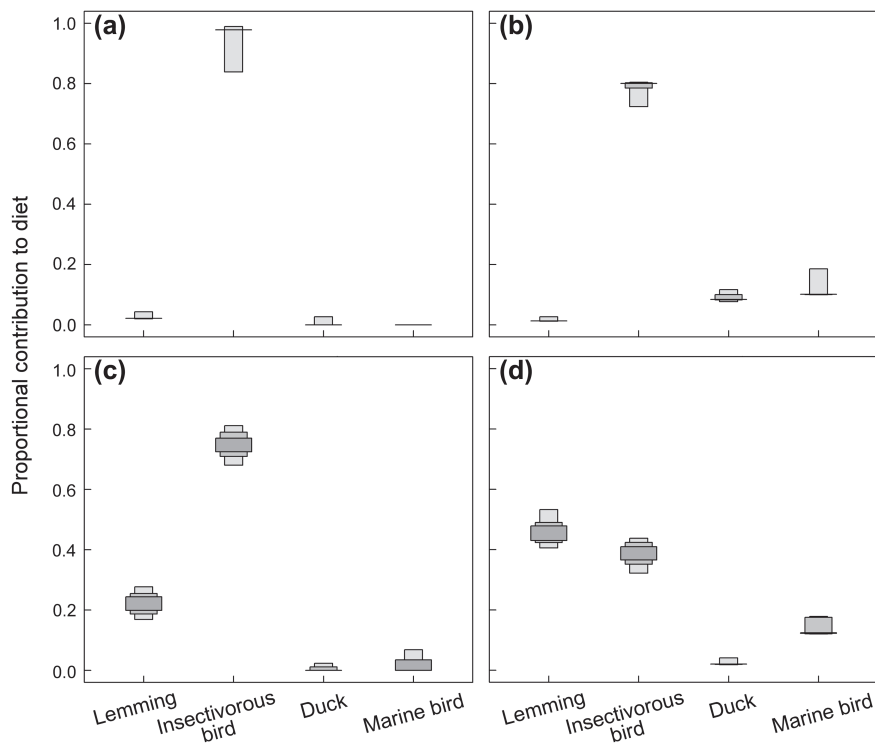 (a)
(b)
1.0
0.8
0.6
0.4
0.2
0.0
(c)
(d)
1.0
0.8
0.6
0.4
0.2
0.0
Proportional contribution to diet
Lemming
Insectivorous
bird
Duck
Marine bird
Lemming
Insectivorous
bird
Duck
Marine bird